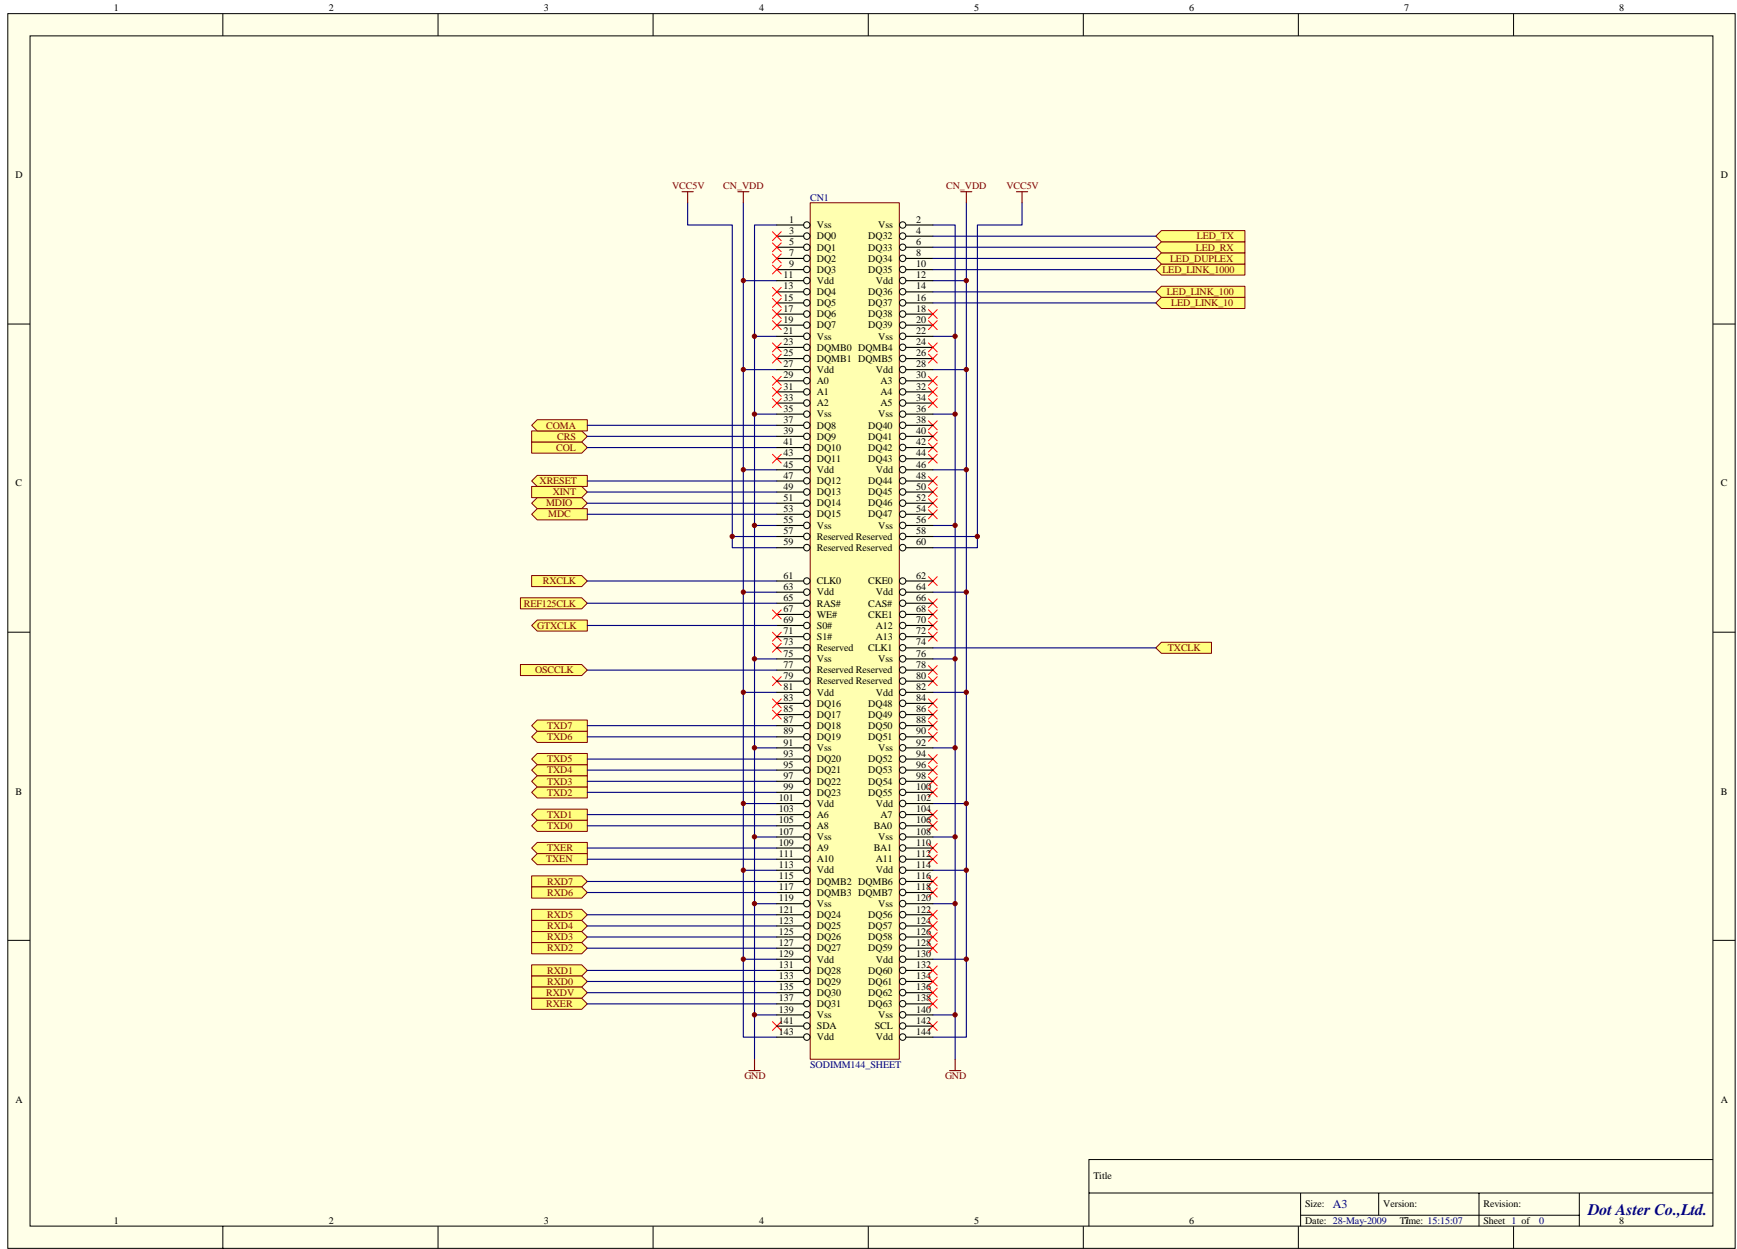 1 2 3 4 5 6 7 8
D D
VCC5V CN_VDD CN_VDD VCC5V
CN1
1 Vss Vss 2
3 DQ0 DQ32 4 LED_TX
5 DQ1 DQ33 6 LED_RX
7 DQ2 DQ34 8 LED_DUPLEX
9 DQ3 DQ35 10 LED_LINK_1000
11 Vdd Vdd 12
13 DQ4 DQ36 14 LED_LINK_100
15 DQ5 DQ37 16 LED_LINK_10
17 DQ6 DQ38 18
19 DQ7 DQ39 20
21 Vss Vss 22
23 DQMB0 DQMB4 24
25 DQMB1 DQMB5 26
27 Vdd Vdd 28
29 A0 A3 30
31 A1 A4 32
33 A2 A5 34
35 Vss Vss 36
COMA 37 DQ8 DQ40 38
CRS 39 DQ9 DQ41 40
COL 41 DQ10 DQ42 42
43 DQ11 DQ43 44
45 Vdd Vdd 46
C XRESET 47 DQ12 DQ44 48 C
XINT 49 DQ13 DQ45 50
MDIO 51 DQ14 DQ46 52
MDC 53 DQ15 DQ47 54
55 Vss Vss 56
57 Reserved Reserved 58
59 Reserved Reserved 60
RXCLK 61 CLK0 CKE0 62
63 Vdd Vdd 64
REF125CLK 65 RAS# CAS# 66
67 WE# CKE1 68
GTXCLK 69 S0# A12 70
71 S1# A13 72
73 Reserved CLK1 74 TXCLK
75 Vss Vss 76
OSCCLK 77 Reserved Reserved 78
79 Reserved Reserved 80
81 Vdd Vdd 82
83 DQ16 DQ48 84
85 DQ17 DQ49 86
TXD7 87 DQ18 DQ50 88
TXD6 89 DQ19 DQ51 90
91 Vss Vss 92
TXD5 93 DQ20 DQ52 94
TXD4 95 DQ21 DQ53 96
TXD3 97 DQ22 DQ54 98
B TXD2 99 DQ23 DQ55 100 B
101 Vdd Vdd 102
TXD1 103 A6 A7 104
TXD0 105 A8 BA0 106
107 Vss Vss 108
TXER 109 A9 BA1 110
TXEN 111 A10 A11 112
113 Vdd Vdd 114
RXD7 115 DQMB2 DQMB6 116
RXD6 117 DQMB3 DQMB7 118
119 Vss Vss 120
RXD5 121 DQ24 DQ56 122
RXD4 123 DQ25 DQ57 124
RXD3 125 DQ26 DQ58 126
RXD2 127 DQ27 DQ59 128
129 Vdd Vdd 130
RXD1 131 DQ28 DQ60 132
RXD0 133 DQ29 DQ61 134
RXDV 135 DQ30 DQ62 136
RXER 137 DQ31 DQ63 138
139 Vss Vss 140
141 SDA SCL 142
143 Vdd Vdd 144
SODIMM144_SHEET
GND GND
A A
Title
Size: A3 Version: Revision:
Dot Aster Co.,Ltd.
Date: 28-May-2009 Time: 15:15:07 Sheet 1 of 0
1 2 3 4 5 6 7 8